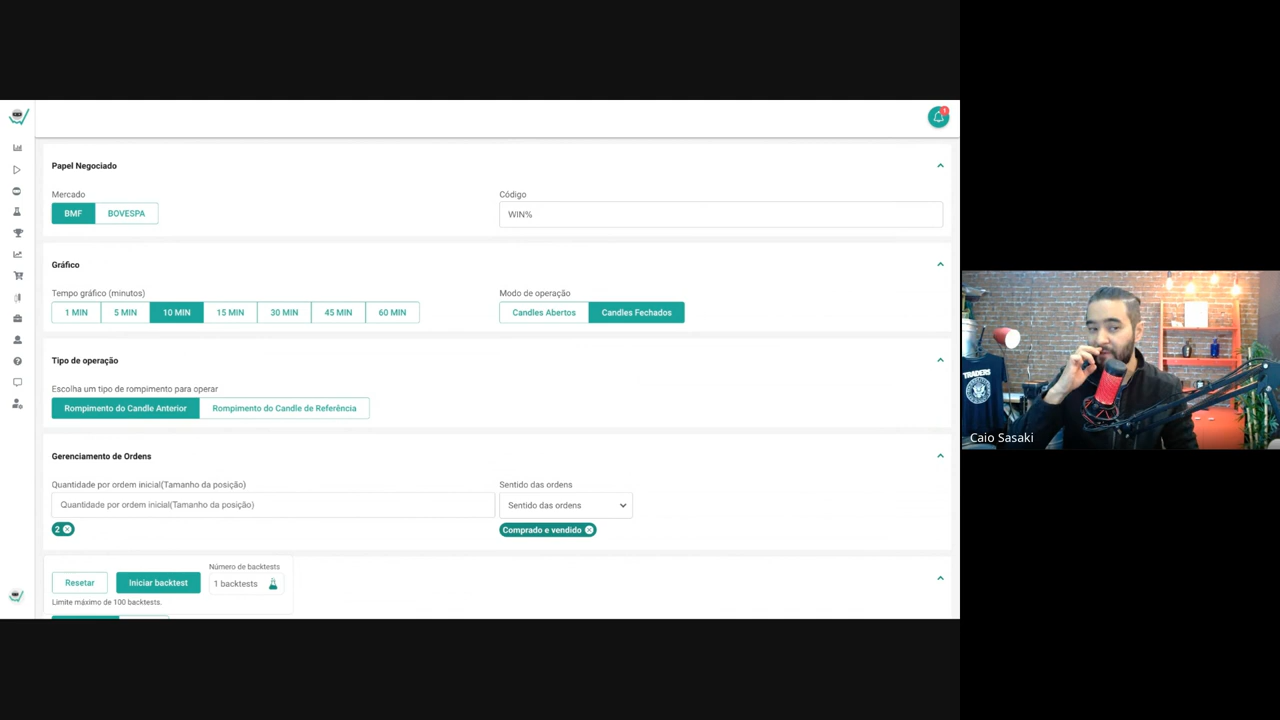 Papel Negociado
Mercado
Código
BMF
BOVESPA
WIN%
Gráfico
Tempo gráfico (minutos)
Modo de operação
1 MIN
5 MIN
10 MIN
15 MIN
30 MIN
45 MIN
60 MIN
Candles Abertos
Candles Fechados
Tipo de operação
Escolha um tipo de rompimento para operar
Rompimento do Candle Anterior
Rompimento do Candle de Referência
Gerenciamento de Ordens
Quantidade por ordem inicial(Tamanho da posição)
Sentido das ordens
Quantidade por ordem inicial(Tamanho da posição)
Sentido das ordens
2
Comprado e vendido
Número de backtests
Resetar
Iniciar backtest
1 backtests
Limite máximo de 100 backtests.
TRADERS
Caio Sasaki